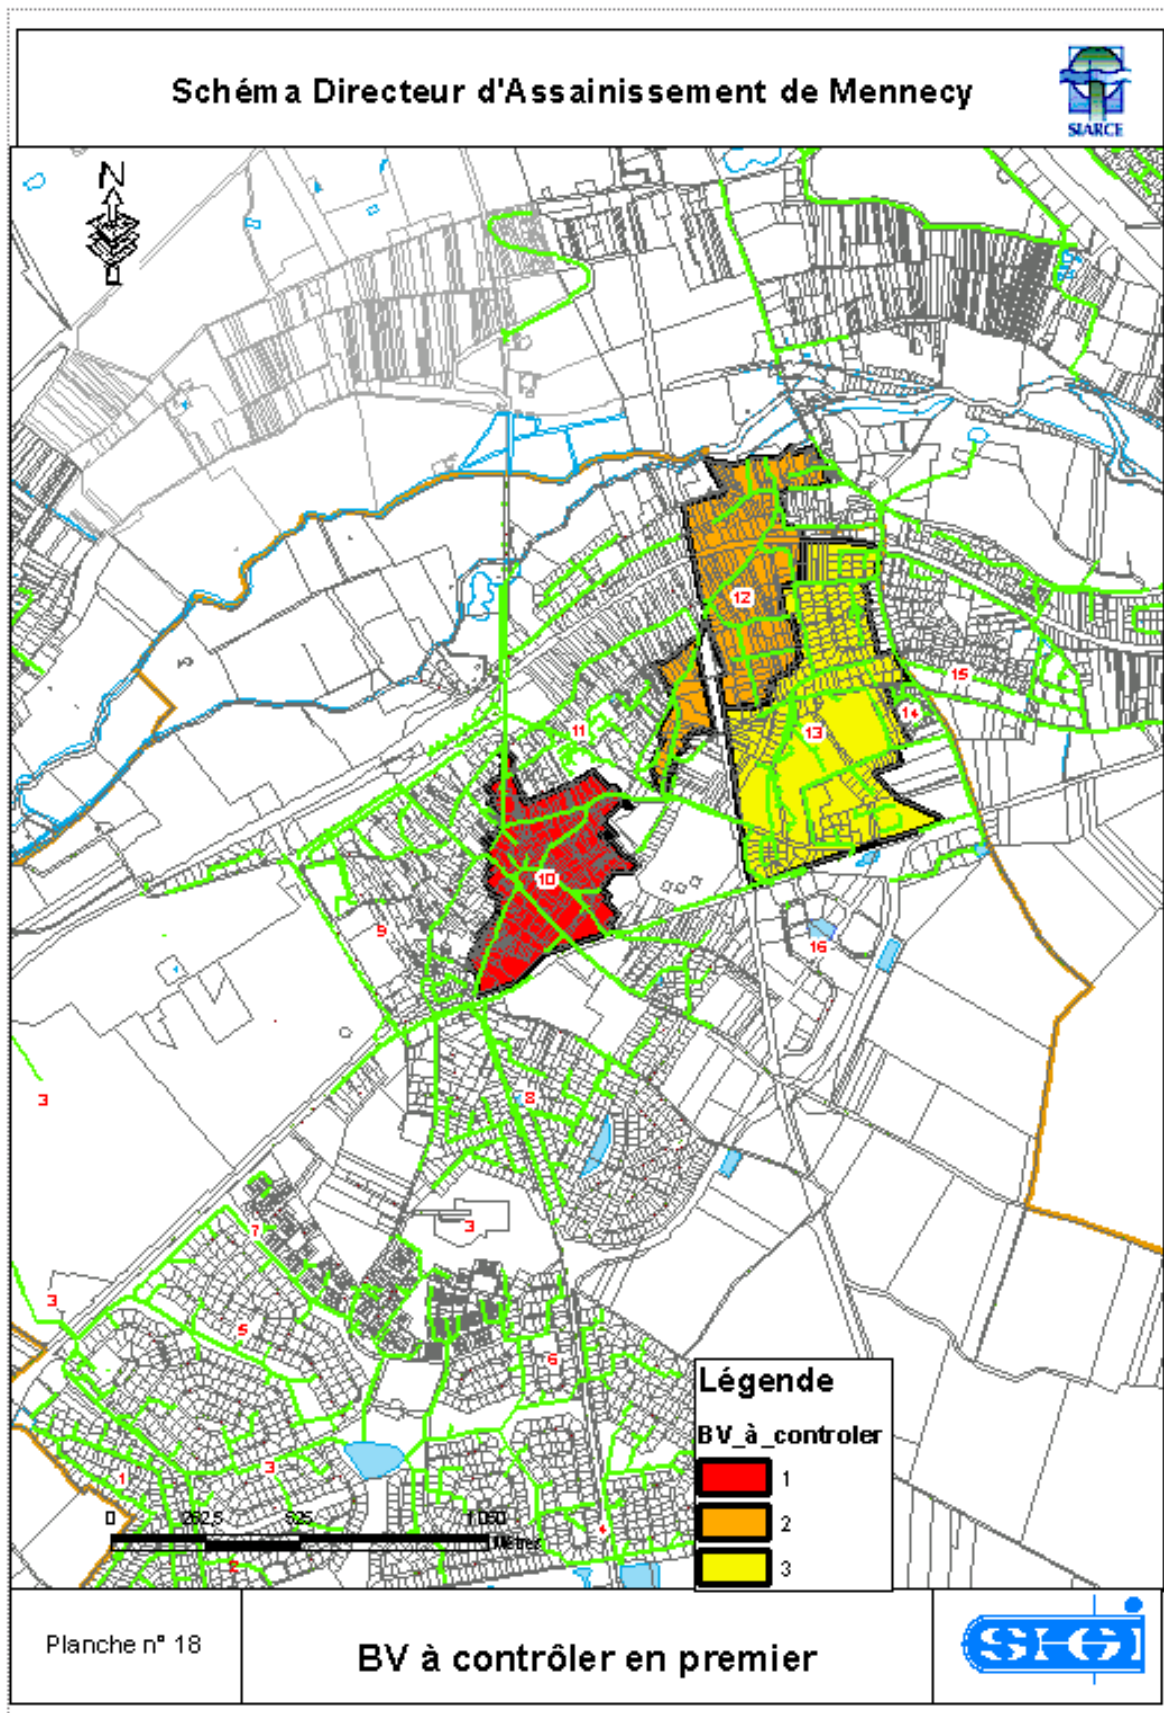 Schéma Directeur d'Assainissement de Mennecy
SIARCE
N
12
15
14
13
11
10
9
16
3
8
3
7
3
5
6
3
1
4
2
0 262,5 525 1 050
Mètres
Légende
BV_à_controler
1
2
3
Planche n° 18
BV à contrôler en premier
SIGI